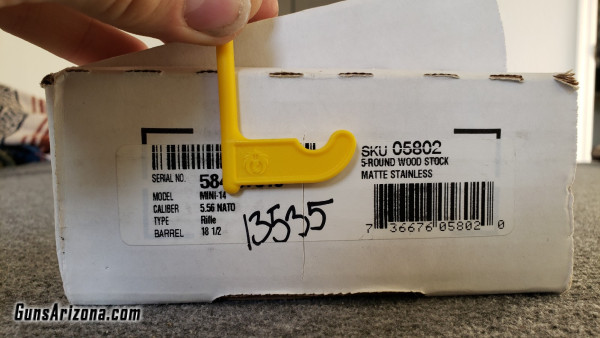 SERIAL NO. 584
MODEL MINI-14
CALIBER 5.56 NATO
TYPE Rifle
BARREL 18 1/2
13535
SKU 05802
5-ROUND WOOD STOCK
MATTE STAINLESS
7 36676 05802 0
GunsArizona.com